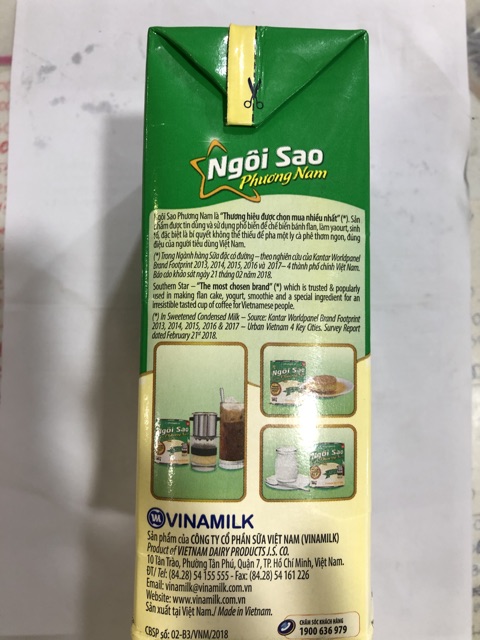 Ngôi Sao
Phương Nam
Ngôi Sao Phương Nam là "Thương hiệu được chọn mua nhiều nhất" (*). Sản
phẩm được tin dùng và sử dụng phổ biến để chế biến bánh flan, làm yaourt, sinh
tố, đặc biệt là bí quyết không thể thiếu để pha một ly cà phê thơm ngon, đúng
điệu của người tiêu dùng Việt Nam.
(*) Trong Ngành hàng Sữa đặc có đường – theo nghiên cứu của Kantar Worldpanel
Brand Footprint 2013, 2014, 2015, 2016 và 2017– 4 thành phố chính Việt Nam.
Báo cáo khảo sát ngày 21 tháng 02 năm 2018.
Southern Star – "The most chosen brand" (*) which is trusted & popularly
used in making flan cake, yogurt, smoothie and a special ingredient for an
irresistible tasted cup of coffee for Vietnamese people.
(*) In Sweetened Condensed Milk – Source: Kantar Worldpanel Brand Footprint
2013, 2014, 2015, 2016 & 2017 – Urban Vietnam 4 Key Cities. Survey Report
dated February 21st 2018.
Ngôi Sao
Ngôi Sao
Ngôi Sao
VINAMILK
Sản phẩm của CÔNG TY CỔ PHẦN SỮA VIỆT NAM (VINAMILK)
Product of VIETNAM DAIRY PRODUCTS J.S. CO.
10 Tân Trào, Phường Tân Phú, Quận 7, TP. Hồ Chí Minh, Việt Nam.
ĐT/ Tel: (84.28) 54 155 555 - Fax: (84.28) 54 161 226
Email: vinamilk@vinamilk.com.vn
Website: www.vinamilk.com.vn
Sản xuất tại Việt Nam./ Made in Vietnam.
CHĂM SÓC KHÁCH HÀNG
1900 636 979
CBSP số: 02-B3/VNM/2018